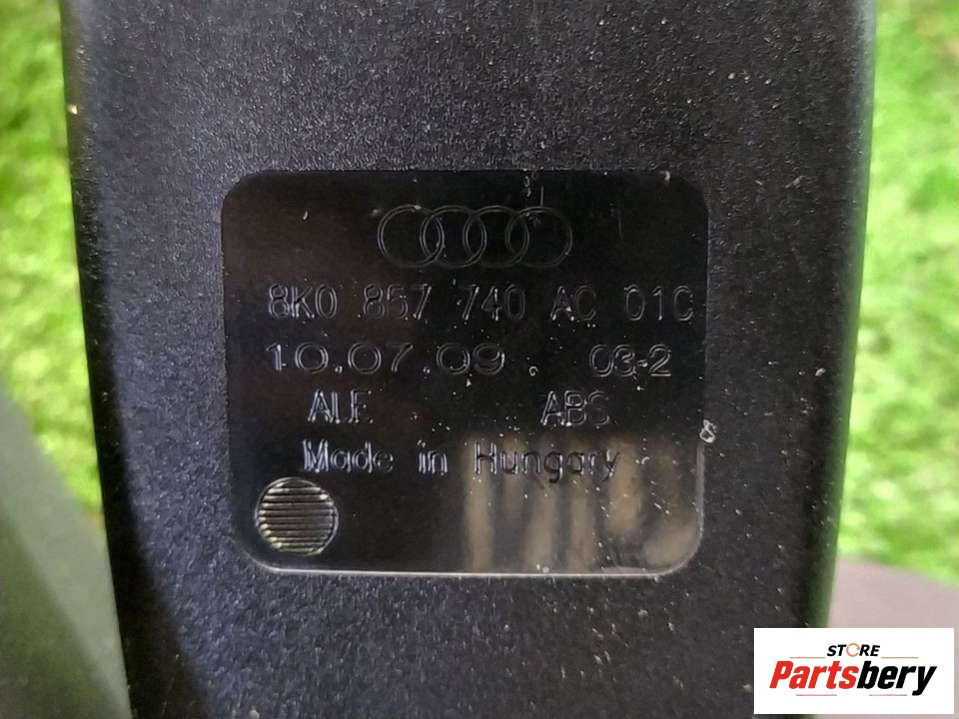 8K0 857 740 AC 01C
10.07.09 03-2
ALF ABS
Made in Hungary
STORE
Partsbery